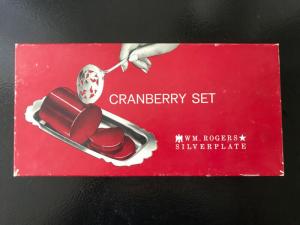 CRANBERRY SET
WM. ROGERS★
SILVERPLATE